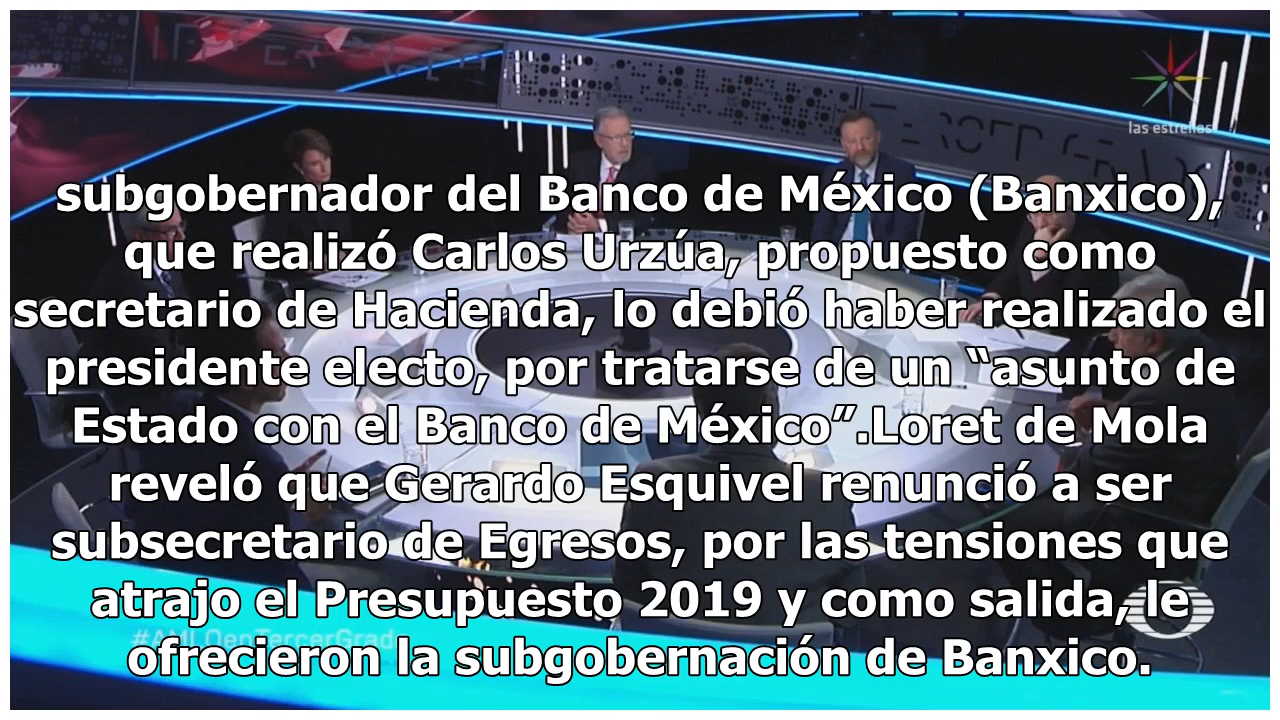 las estrellas
subgobernador del Banco de México (Banxico),
que realizó Carlos Urzúa, propuesto como
secretario de Hacienda, lo debió haber realizado el
presidente electo, por tratarse de un “asunto de
Estado con el Banco de México”.Loret de Mola
reveló que Gerardo Esquivel renunció a ser
subsecretario de Egresos, por las tensiones que
atrajo el Presupuesto 2019 y como salida, le
#AMLOenTercerGrado
ofrecieron la subgobernación de Banxico.